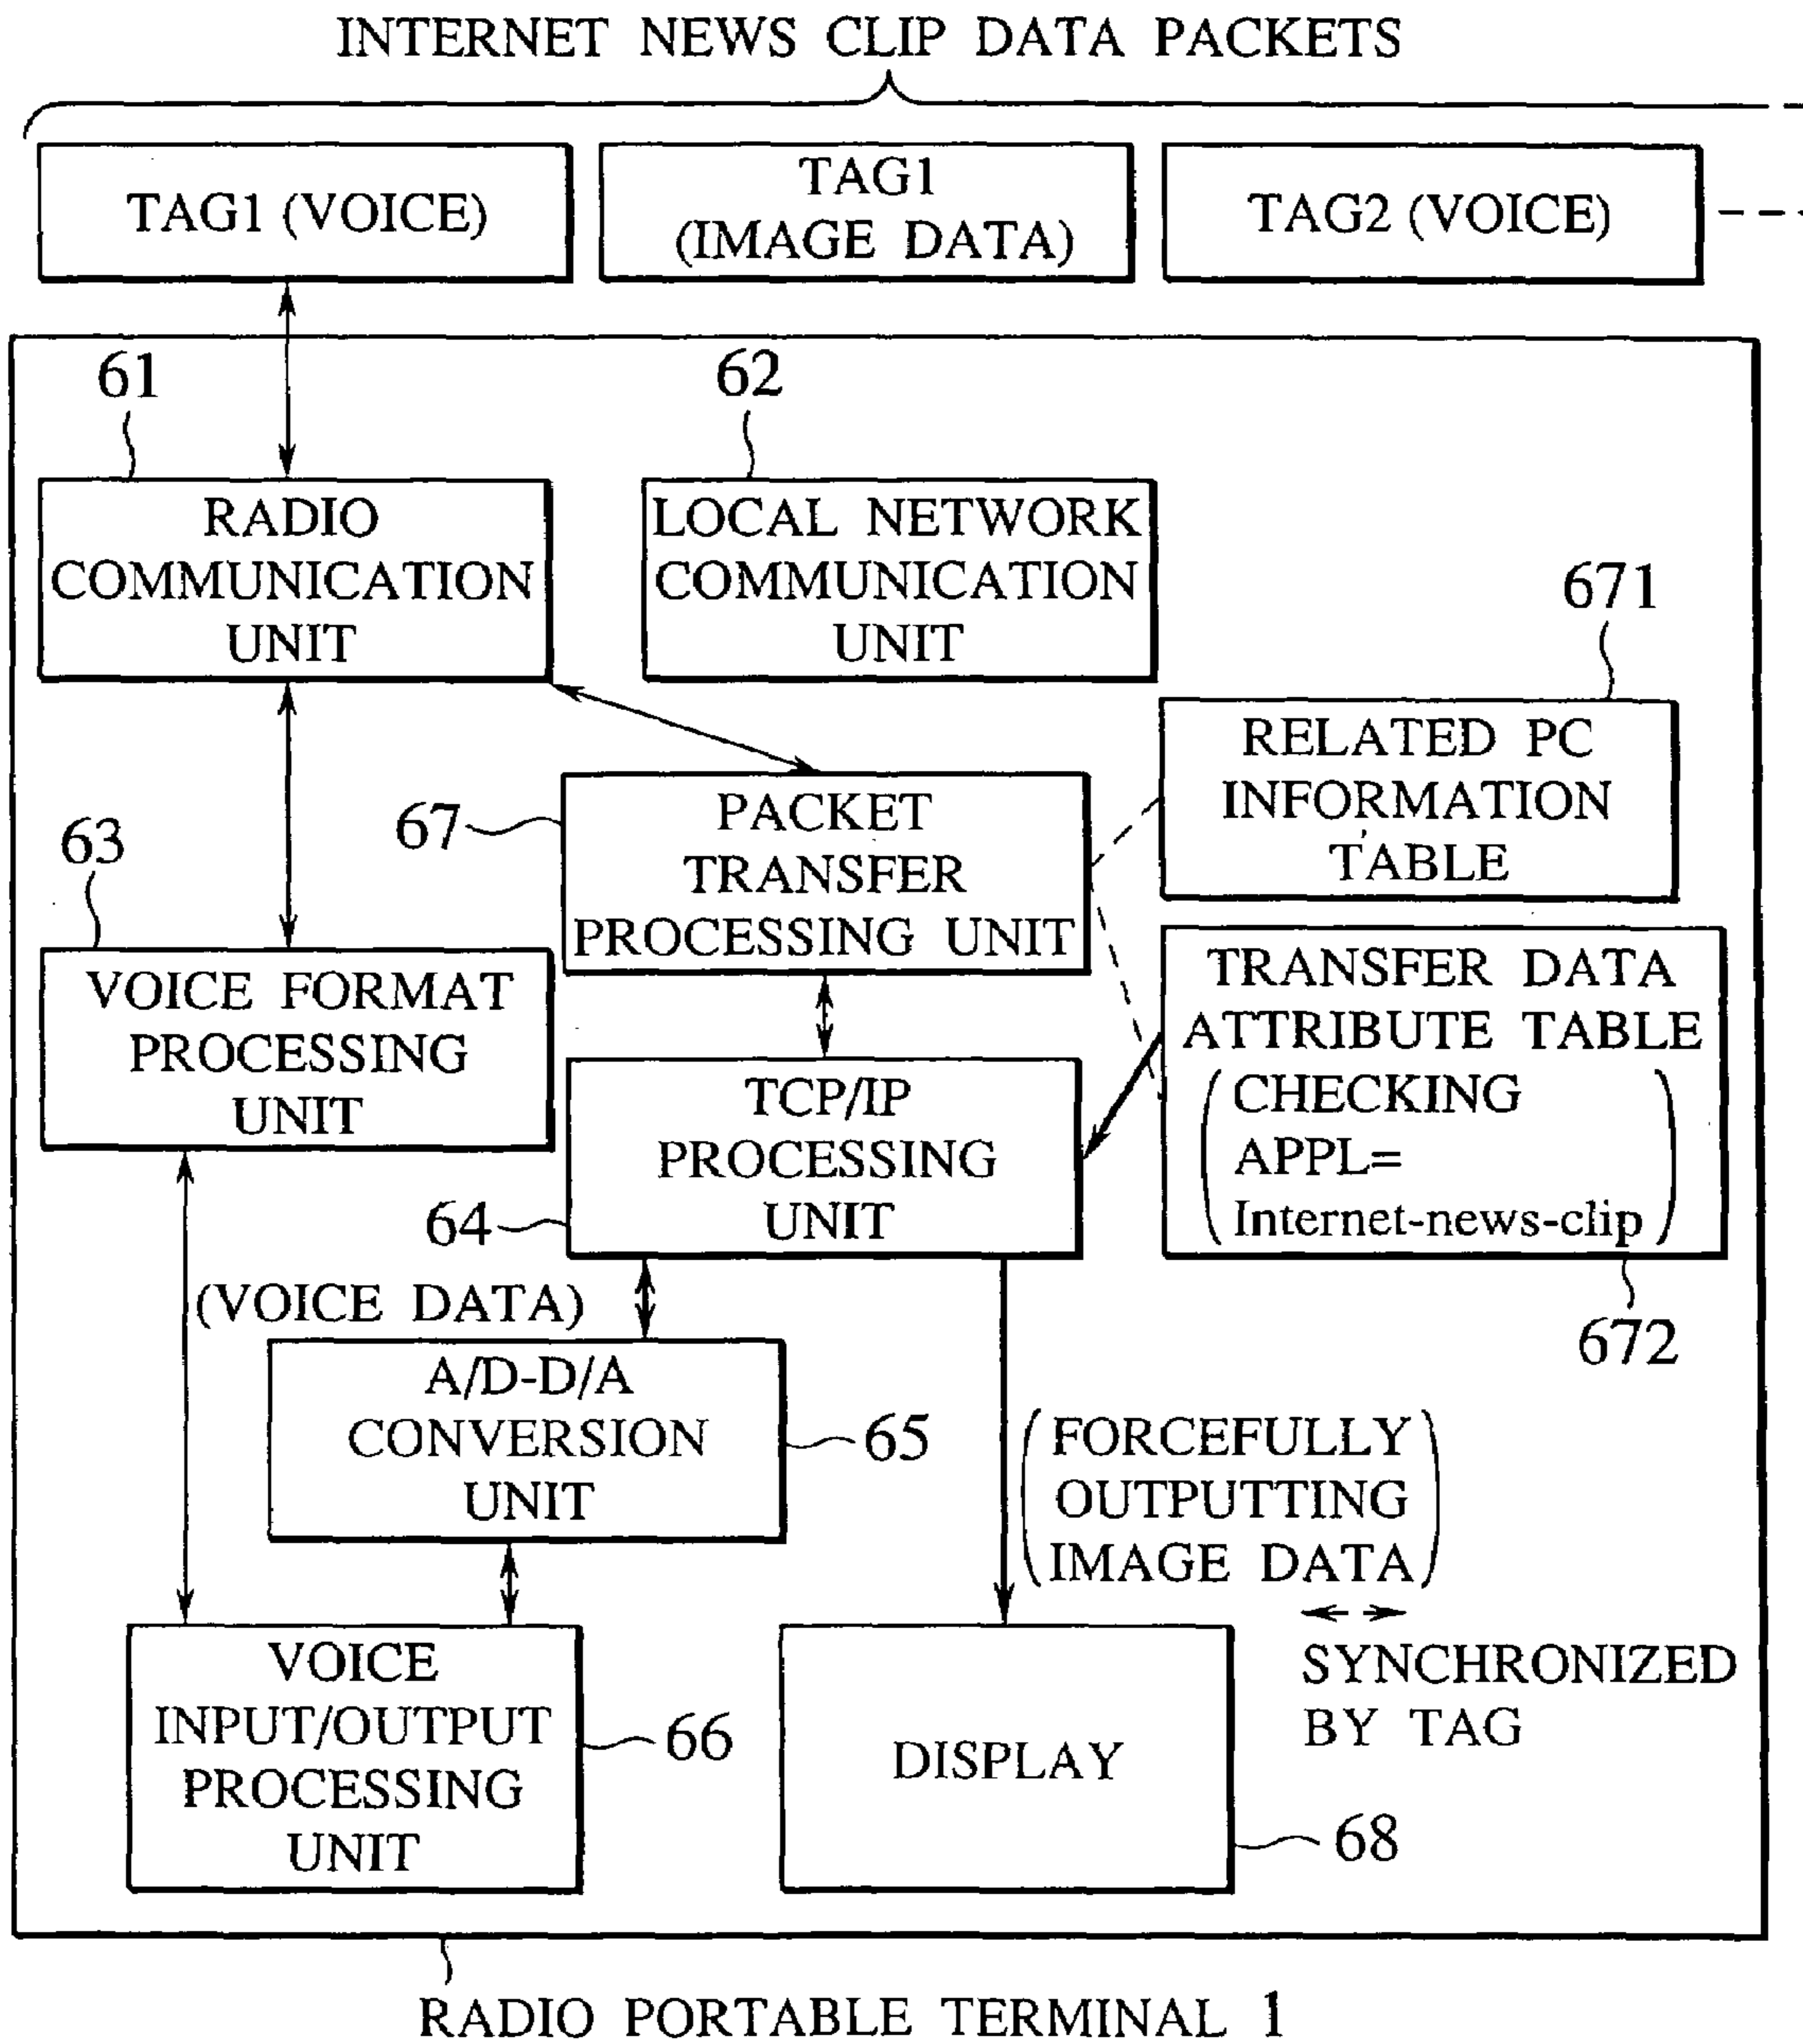 INTERNET NEWS CLIP DATA PACKETS
TAG1 (VOICE)
TAG1
(IMAGE DATA)
TAG2 (VOICE)
61
62
RADIO
COMMUNICATION
UNIT
LOCAL NETWORK
COMMUNICATION
UNIT
671
RELATED PC
INFORMATION
TABLE
67
PACKET
TRANSFER
PROCESSING UNIT
63
VOICE FORMAT
PROCESSING
UNIT
TRANSFER DATA
ATTRIBUTE TABLE
(CHECKING
APPL=
Internet-news-clip)
672
TCP/IP
PROCESSING
UNIT
64
(VOICE DATA)
A/D-D/A
CONVERSION
UNIT
65
(FORCEFULLY
OUTPUTTING
IMAGE DATA)
SYNCHRONIZED
BY TAG
VOICE
INPUT/OUTPUT
PROCESSING
UNIT
66
DISPLAY
68
RADIO PORTABLE TERMINAL 1